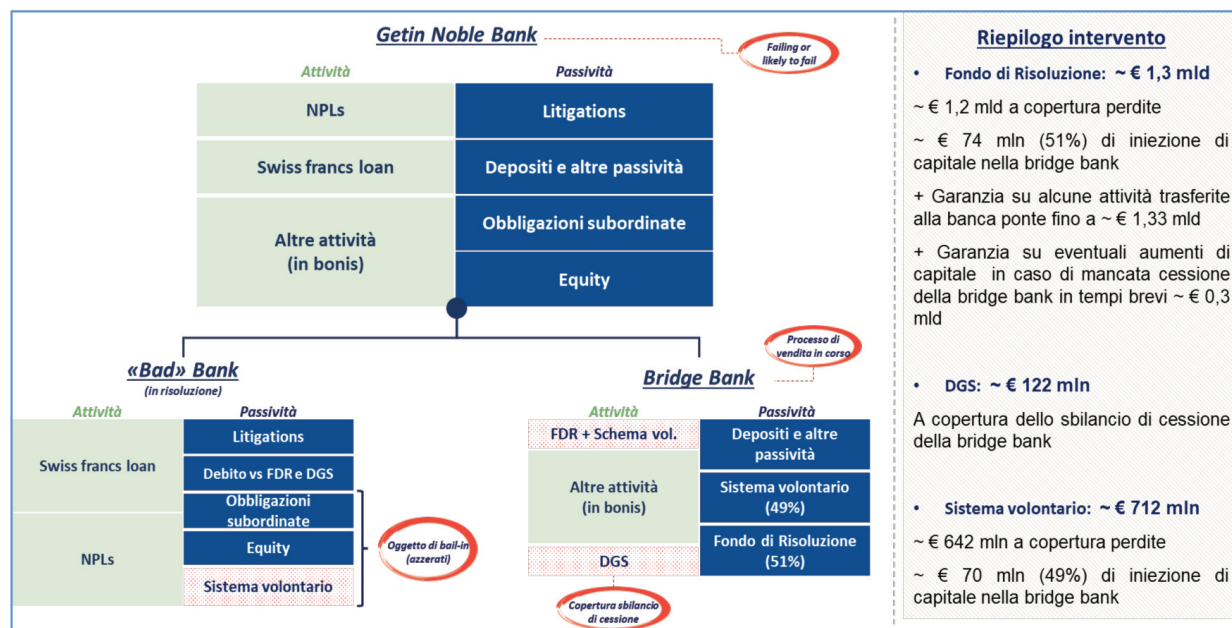 Getin Noble Bank
Failing or
likely to fail
Attività
Passività
NPLs
Litigations
Swiss francs loan
Depositi e altre passività
Altre attività
(in bonis)
Obbligazioni subordinate
Equity
«Bad» Bank
(in risoluzione)
Attività
Passività
Swiss francs loan
Litigations
Debito vs FDR e DGS
Obbligazioni
subordinate
NPLs
Equity
Sistema volontario
Oggetto di bail-in
(azzerati)
Processo di
vendita in corso
Bridge Bank
Attività
Passività
FDR + Schema vol.
Depositi e altre
passività
Altre attività
(in bonis)
Sistema volontario
(49%)
DGS
Fondo di Risoluzione
(51%)
Copertura sbilancio
di cessione
Riepilogo intervento
• Fondo di Risoluzione: ~ € 1,3 mld
~ € 1,2 mld a copertura perdite
~ € 74 mln (51%) di iniezione di
capitale nella bridge bank
+ Garanzia su alcune attività trasferite
alla banca ponte fino a ~ € 1,33 mld
+ Garanzia su eventuali aumenti di
capitale in caso di mancata cessione
della bridge bank in tempi brevi ~ € 0,3
mld
• DGS: ~ € 122 mln
A copertura dello sbilancio di cessione
della bridge bank
• Sistema volontario: ~ € 712 mln
~ € 642 mln a copertura perdite
~ € 70 mln (49%) di iniezione di
capitale nella bridge bank